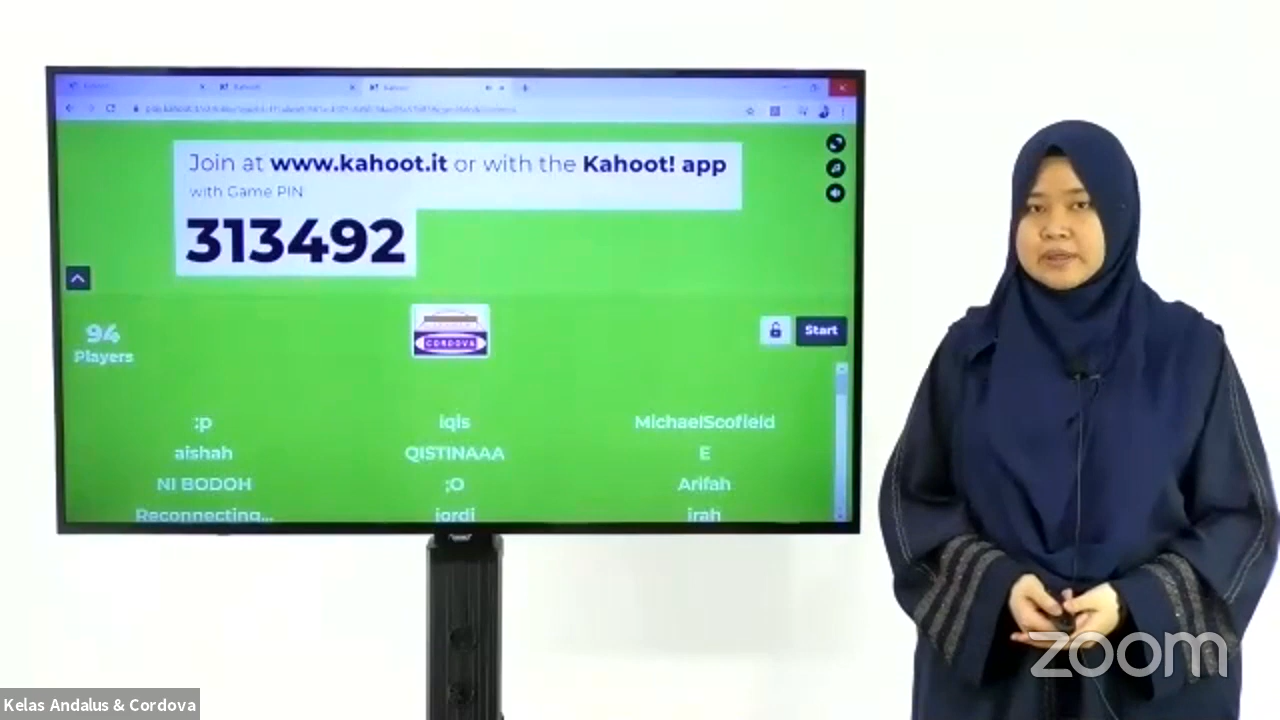 Kahoot!
Join at www.kahoot.it or with the Kahoot! app
with Game PIN
313492
94
Players
CORDOVA
Start
:p
iqis
MichaelScofield
aishah
QISTINAAA
E
NI BODOH
;O
Arifah
Reconnecting...
jordi
irah
zoom
Kelas Andalus & Cordova